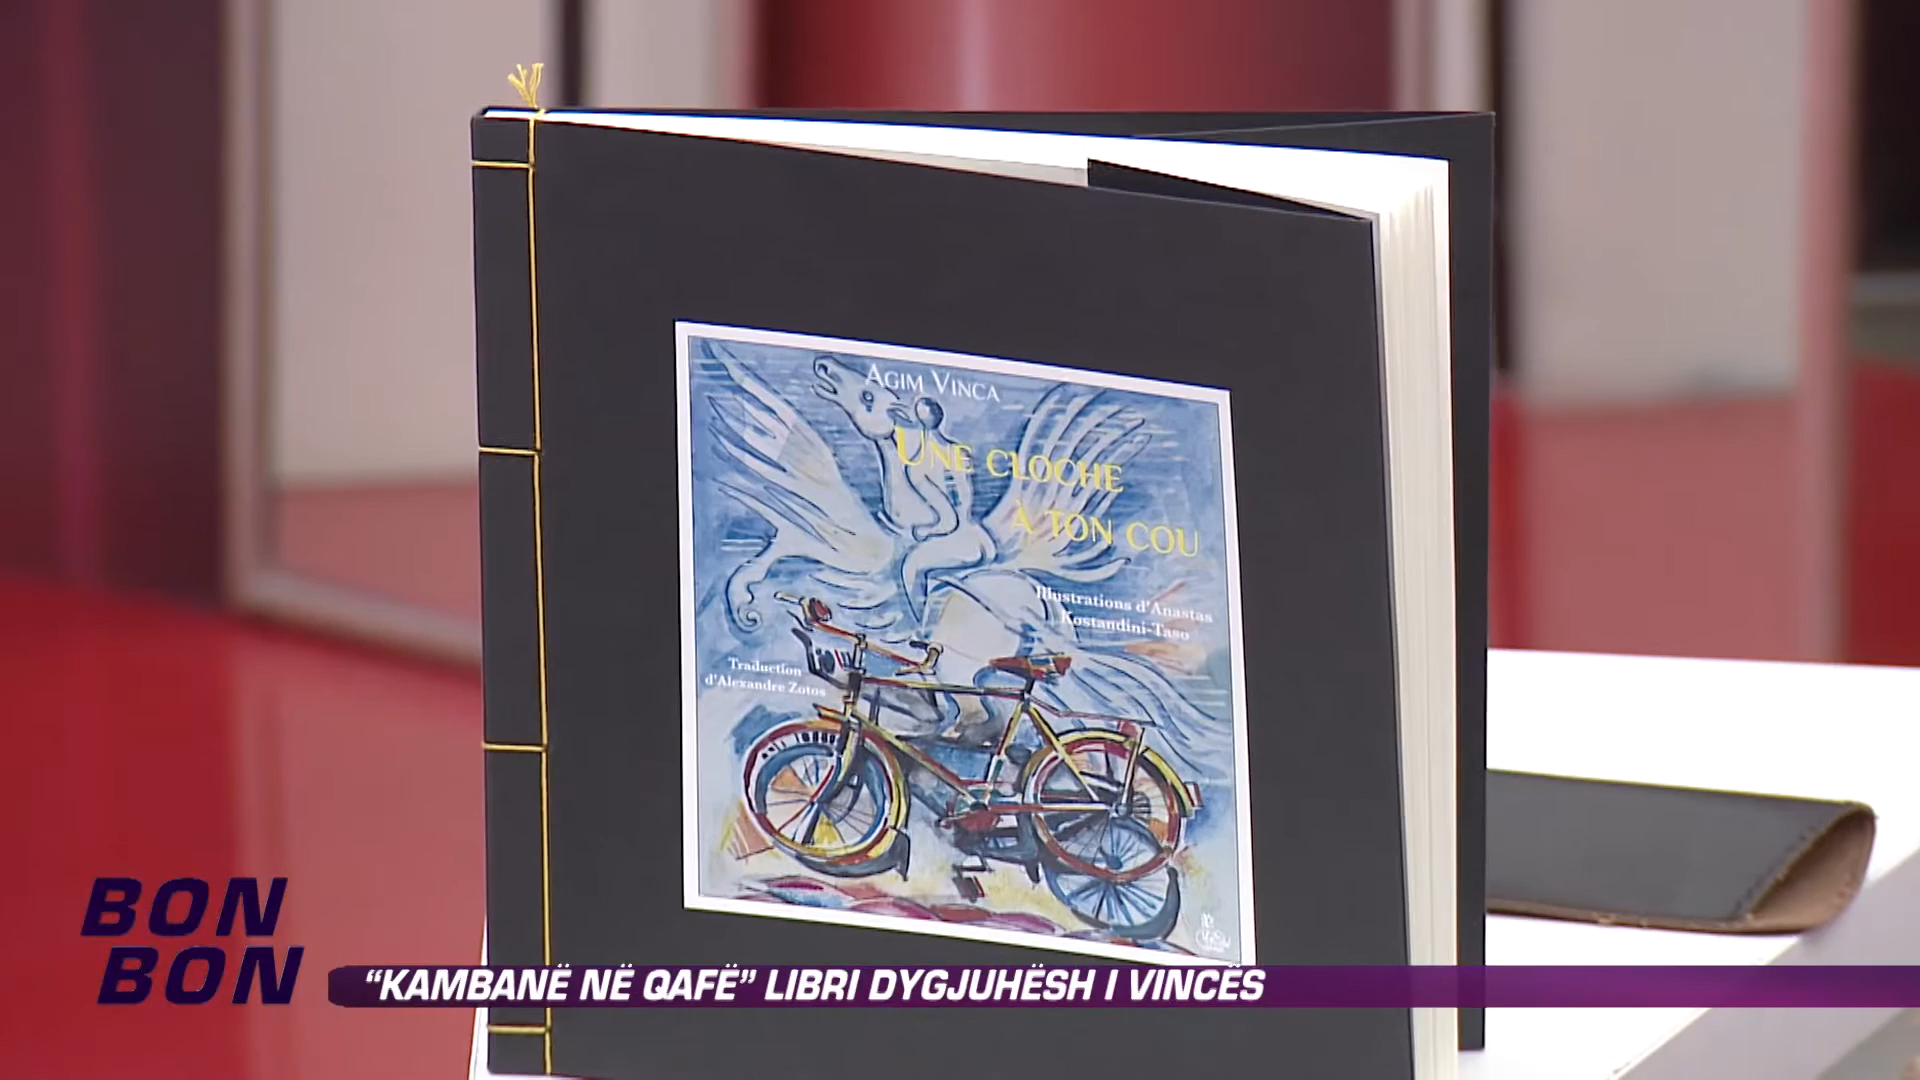 AGIM VINCA
UNE CLOCHE
À TON COU
Illustrations d'Anastas
Kostandini-Taso
Traduction
d'Alexandre Zotos
BON
BON
“KAMBANË NË QAFË” LIBRI DYGJUHËSH I VINCËS